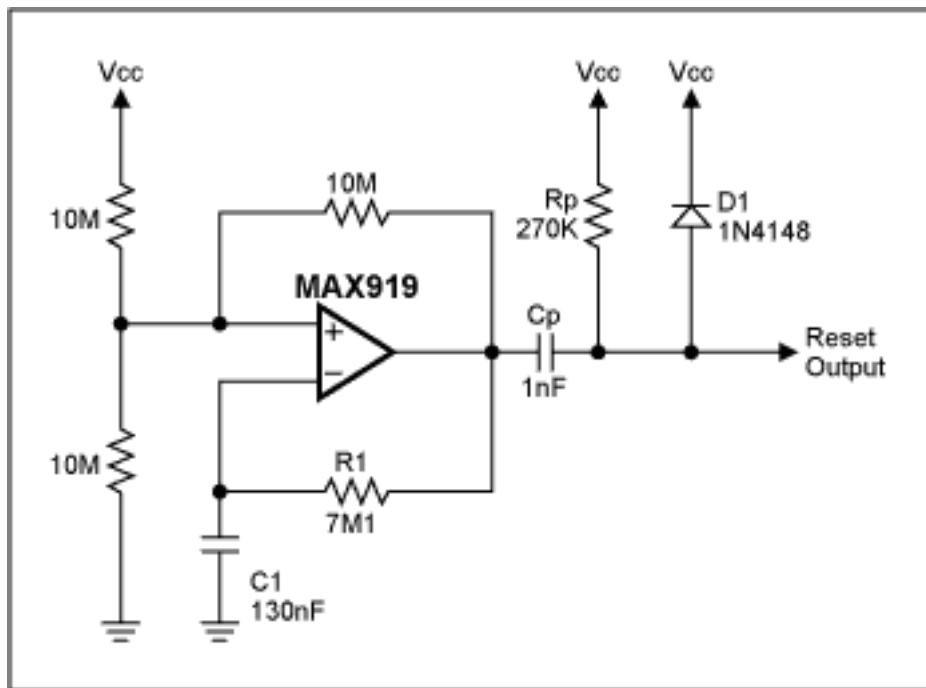 Vcc
Vcc
Vcc
10M
10M
Rp
270K
D1
1N4148
MAX919
+
−
Cp
1nF
Reset
Output
10M
R1
7M1
C1
130nF